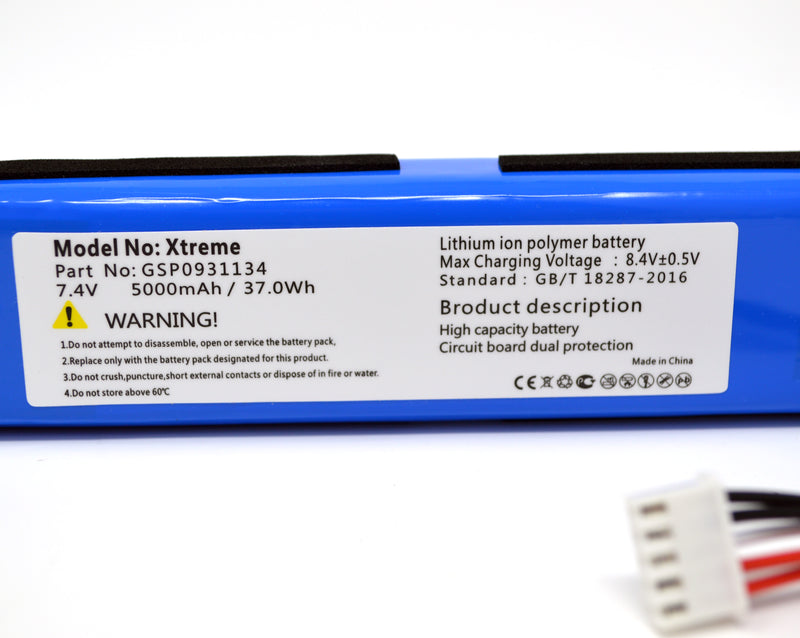 Model No: Xtreme
Part No: GSP0931134
7.4V 5000mAh / 37.0Wh
WARNING!
1.Do not attempt to disassemble, open or service the battery pack,
2.Replace only with the battery pack designated for this product.
3.Do not crush,puncture,short external contacts or dispose of in fire or water.
4.Do not store above 60℃
Lithium ion polymer battery
Max Charging Voltage : 8.4V±0.5V
Standard : GB/T 18287-2016
Broduct description
High capacity battery
Circuit board dual protection
Made in China
CE